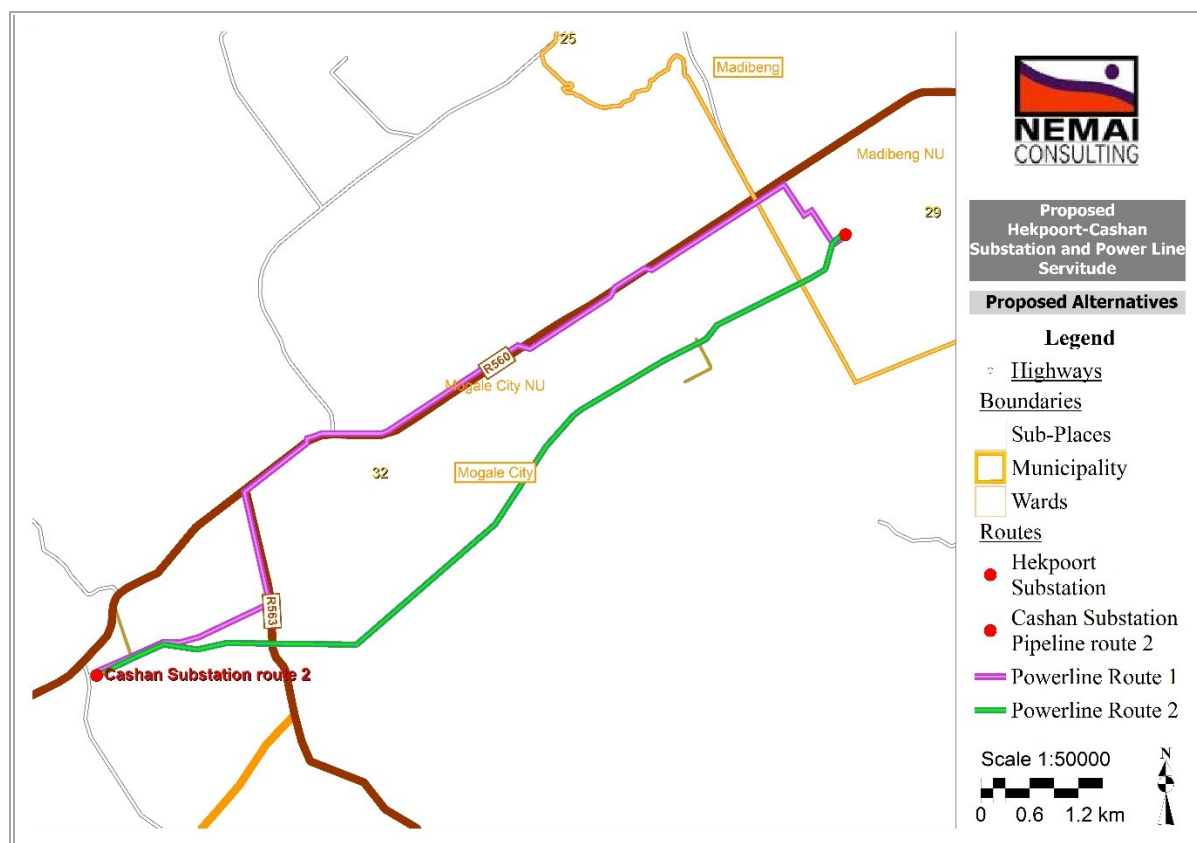 25
Madibeng
Madibeng NU
29
R560
Mogale City NU
32
Mogale City
R563
Cashan Substation route 2
NEMAI
CONSULTING
Proposed
Hekpoort-Cashan
Substation and Power Line
Servitude
Proposed Alternatives
Legend
Highways
Boundaries
Sub-Places
Municipality
Wards
Routes
Hekpoort
Substation
Cashan Substation
Pipeline route 2
Powerline Route 1
Powerline Route 2
Scale 1:50000
N
0 0.6 1.2 km